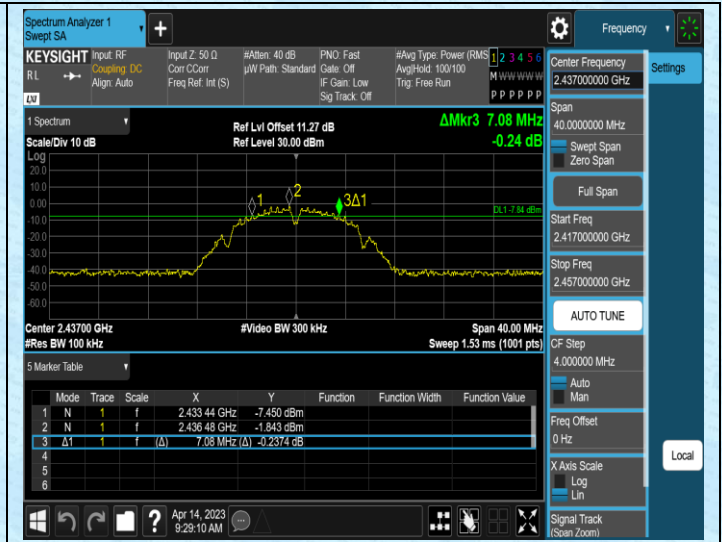 Spectrum Analyzer 1
Swept SA
+
Frequency
KEYSIGHT
RL
LXI
Input: RF
Coupling: DC
Align: Auto
Input Z: 50 Ω
Corr CCorr
Freq Ref: Int (S)
#Atten: 40 dB
µW Path: Standard
PNO: Fast
Gate: Off
IF Gain: Low
Sig Track: Off
#Avg Type: Power (RMS
Avg|Hold: 100/100
Trig: Free Run
1 2 3 4 5 6
M W W W W W
P P P P P P
1 Spectrum
Scale/Div 10 dB
Ref Lvl Offset 11.27 dB
Ref Level 30.00 dBm
ΔMkr3 7.08 MHz
-0.24 dB
Log
20.0
10.0
0.00
-10.0
-20.0
-30.0
-40.0
-50.0
-60.0
1
2
3Δ1
DL1 -7.84 dBm
Center 2.43700 GHz
#Res BW 100 kHz
#Video BW 300 kHz
Span 40.00 MHz
Sweep 1.53 ms (1001 pts)
5 Marker Table
Mode Trace Scale X Y Function Function Width Function Value
1 N 1 f 2.433 44 GHz -7.450 dBm
2 N 1 f 2.436 48 GHz -1.843 dBm
3 Δ1 1 f (Δ) 7.08 MHz (Δ) -0.2374 dB
4
5
6
?
Apr 14, 2023
9:29:10 AM
Center Frequency
2.437000000 GHz
Span
40.0000000 MHz
Swept Span
Zero Span
Full Span
Start Freq
2.417000000 GHz
Stop Freq
2.457000000 GHz
AUTO TUNE
CF Step
4.000000 MHz
Auto
Man
Freq Offset
0 Hz
X Axis Scale
Log
Lin
Signal Track
(Span Zoom)
Settings
Local